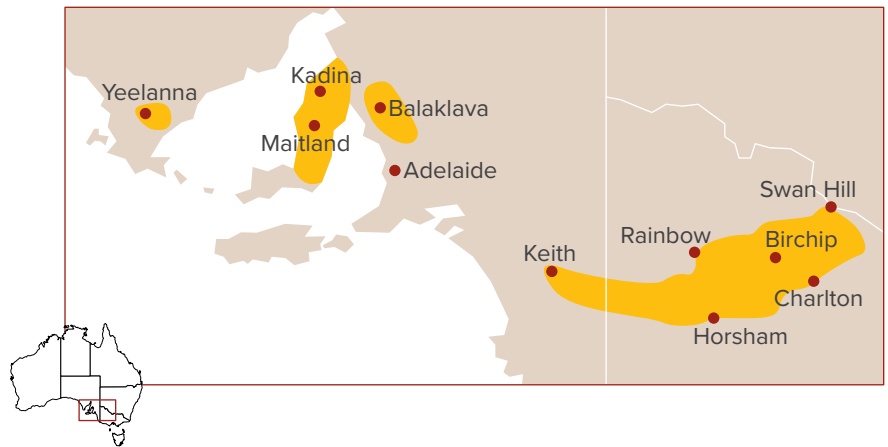 Kadina
Yeelanna
Balaklava
Maitland
Adelaide
Swan Hill
Rainbow
Birchip
Keith
Charlton
Horsham